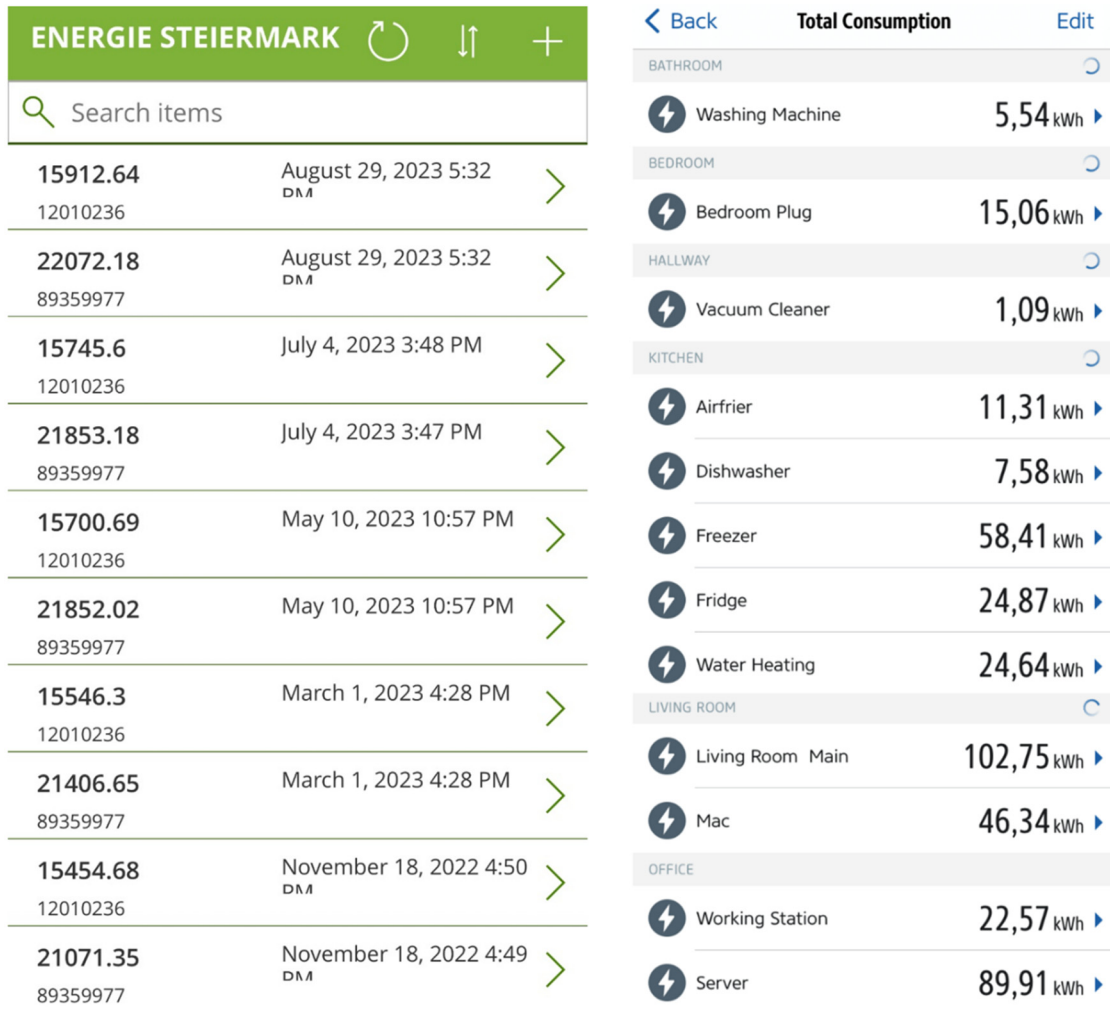 ENERGIE STEIERMARK
Search items
15912.64
August 29, 2023 5:32
PM
12010236
22072.18
August 29, 2023 5:32
PM
89359977
15745.6
July 4, 2023 3:48 PM
12010236
21853.18
July 4, 2023 3:47 PM
89359977
15700.69
May 10, 2023 10:57 PM
12010236
21852.02
May 10, 2023 10:57 PM
89359977
15546.3
March 1, 2023 4:28 PM
12010236
21406.65
March 1, 2023 4:28 PM
89359977
15454.68
November 18, 2022 4:50
PM
12010236
21071.35
November 18, 2022 4:49
PM
89359977
Back Total Consumption Edit
BATHROOM
Washing Machine 5,54 kWh
BEDROOM
Bedroom Plug 15,06 kWh
HALLWAY
Vacuum Cleaner 1,09 kWh
KITCHEN
Airfrier 11,31 kWh
Dishwasher 7,58 kWh
Freezer 58,41 kWh
Fridge 24,87 kWh
Water Heating 24,64 kWh
LIVING ROOM
Living Room Main 102,75 kWh
Mac 46,34 kWh
OFFICE
Working Station 22,57 kWh
Server 89,91 kWh